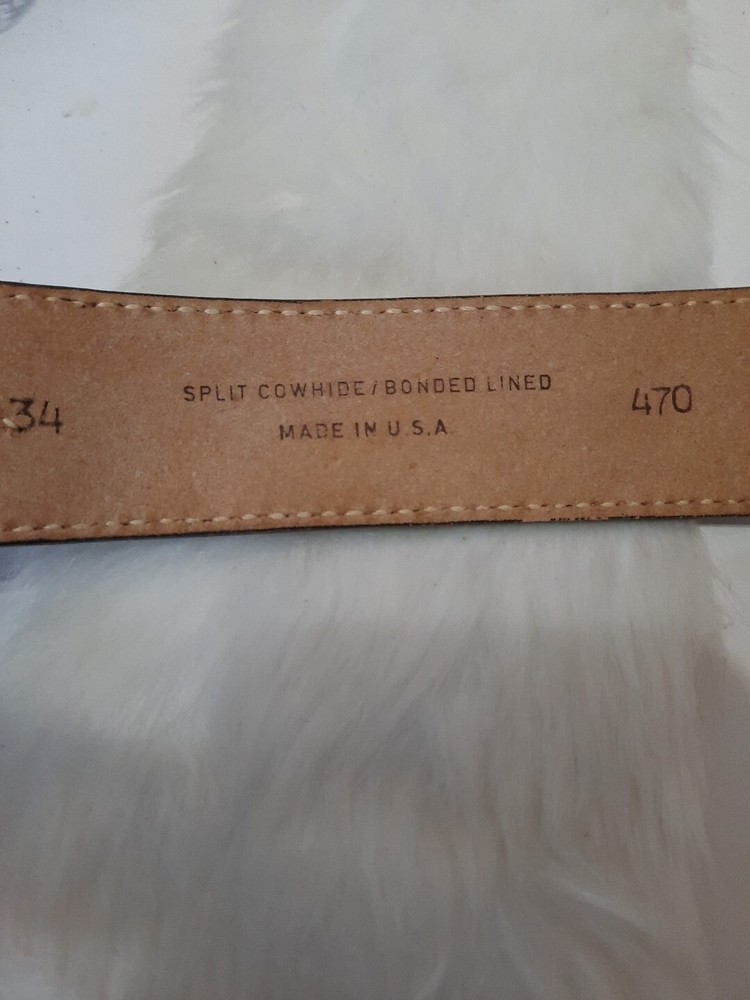 34
SPLIT COWHIDE/BONDED LINED
MADE IN U.S.A
470